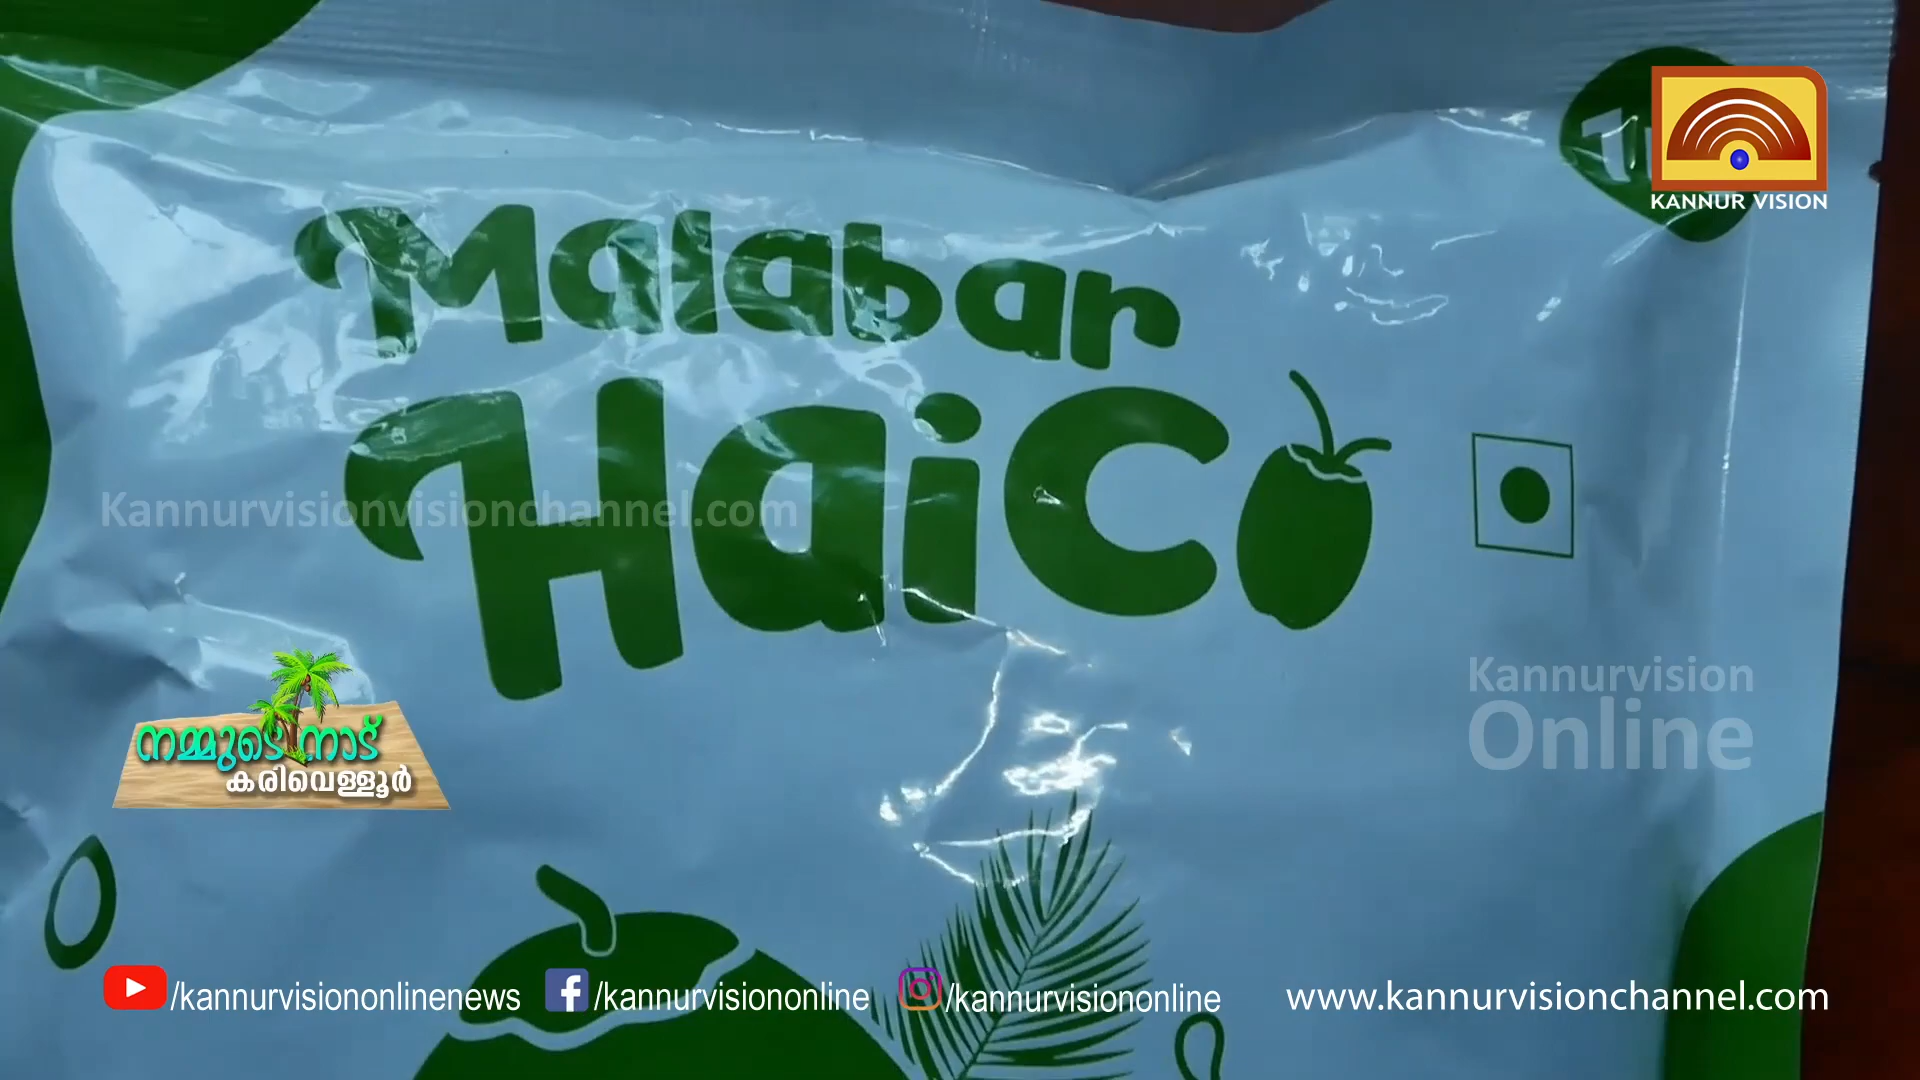 KANNUR VISION
Malabar
HaiCo
Kannurvisionvisionchannel.com
Kannurvision
Online
നമ്മുടെ നാട്
കരിവെള്ളൂർ
/kannurvisiononlinenews
/kannurvisiononline
/kannurvisiononline
www.kannurvisionchannel.com